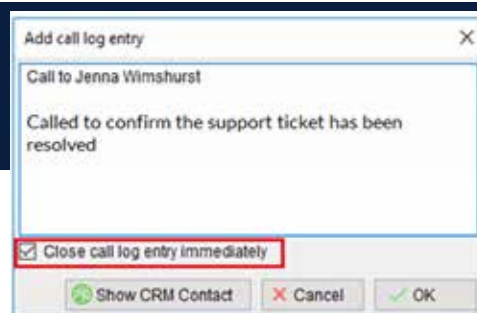 Add call log entry
Call to Jenna Wimshurst
Called to confirm the support ticket has been
resolved
Close call log entry immediately
Show CRM Contact
Cancel
OK